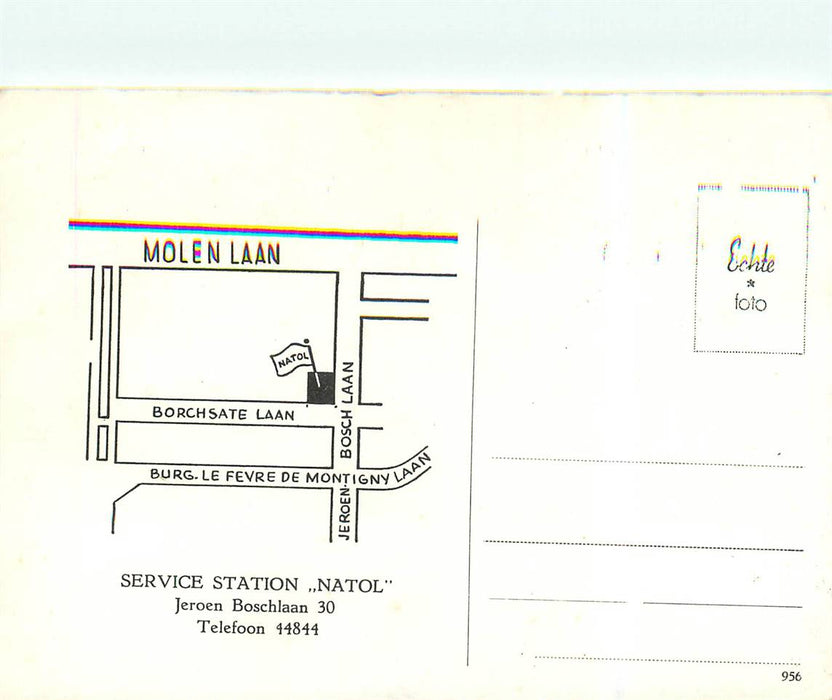 MOLEN LAAN
NATOL
BORCHSATE LAAN
JEROEN BOSCH LAAN
BURG. LE FEVRE DE MONTIGNY LAAN
SERVICE STATION „NATOL"
Jeroen Boschlaan 30
Telefoon 44844
Echte
*
foto
956